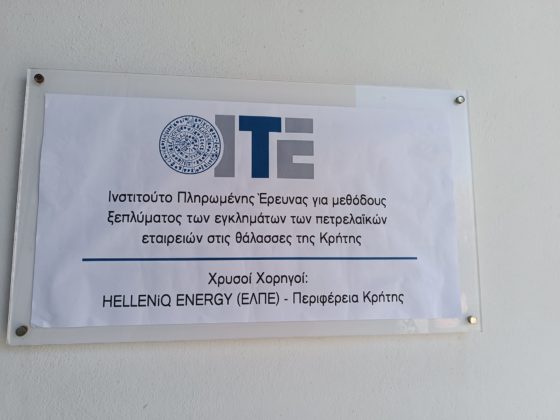 ΙΤΕ
Ινστιτούτο Πληρωμένης Έρευνας για μεθόδους
ξεπλύματος των εγκλημάτων των πετρελαϊκών
εταιρειών στις θάλασσες της Κρήτης
Χρυσοί Χορηγοί:
HELLENiQ ENERGY (ΕΛΠΕ) - Περιφέρεια Κρήτης